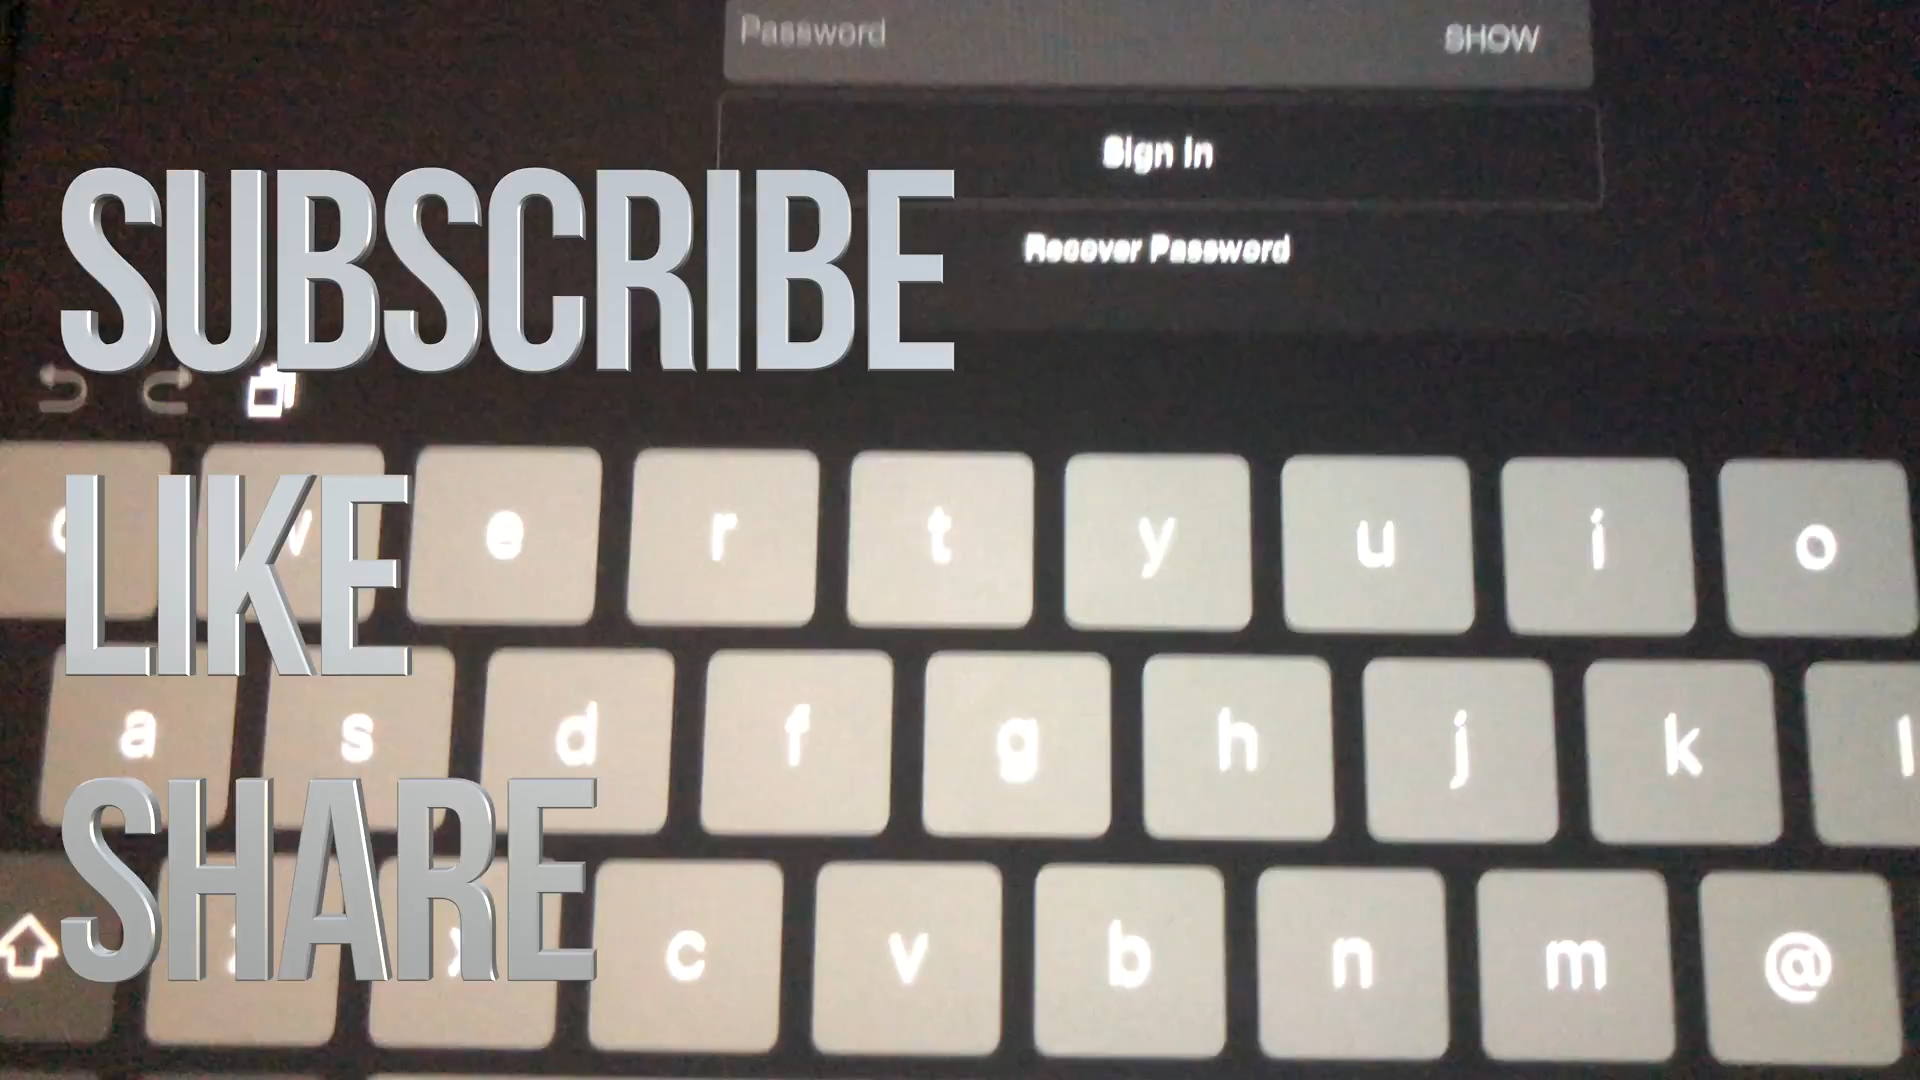 Password SHOW
Sign In
SUBSCRIBE
Recover Password
LIKE
e r t y u i o
a s d f g h j k l
SHARE
c v b n m @